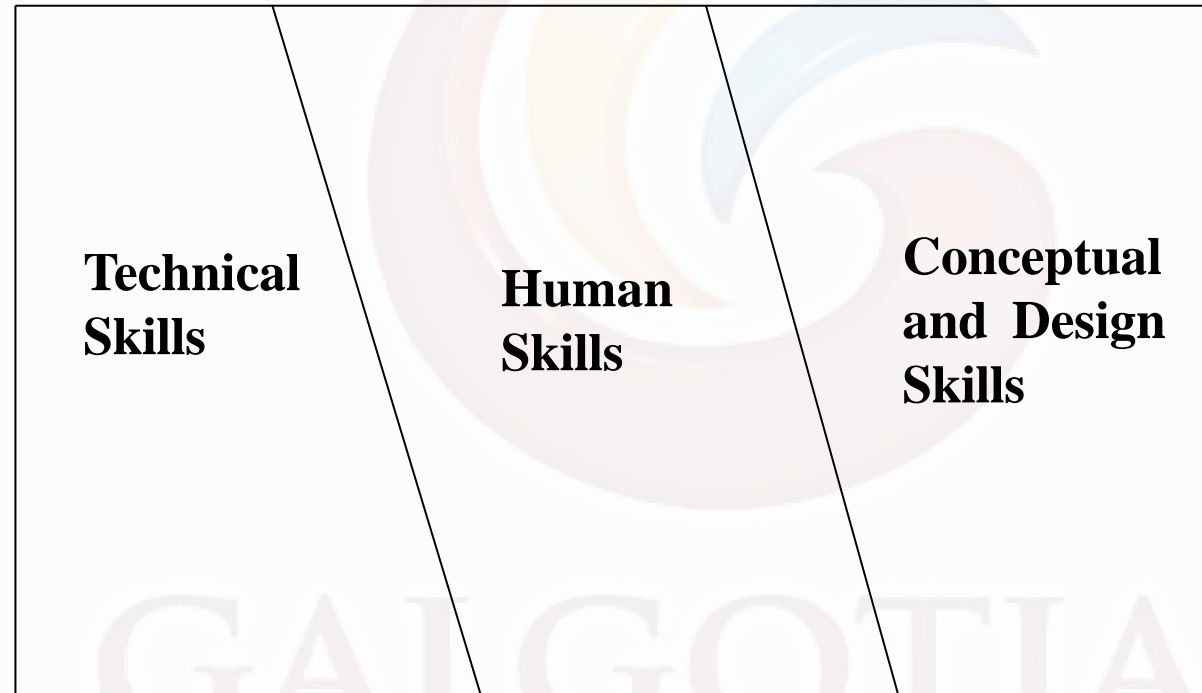 Technical
Skills
Human
Skills
Conceptual
and Design
Skills
GALGOTIA